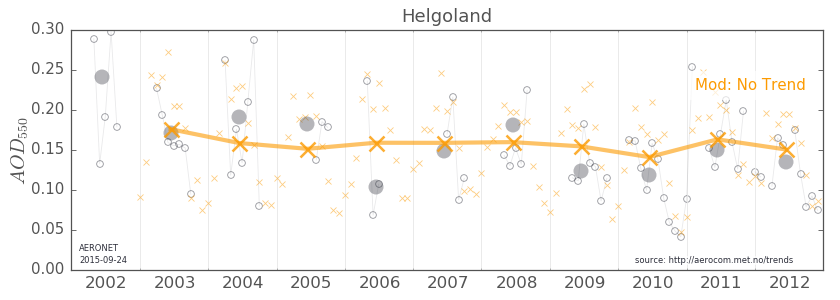 Helgoland
0.30
0.25
0.20
0.15
0.10
0.05
0.00
AOD550
Mod: No Trend
AERONET
2015-09-24
source: http://aerocom.met.no/trends
2002 2003 2004 2005 2006 2007 2008 2009 2010 2011 2012